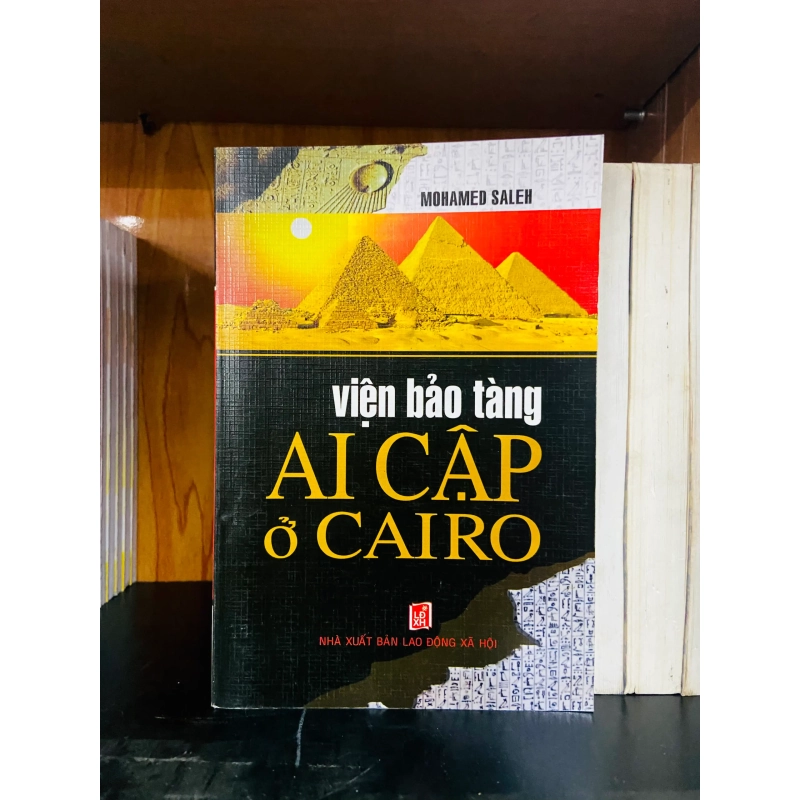 MOHAMED SALEH
viện bảo tàng
AI CẬP
ở CAIRO
LĐ
XH
NHÀ XUẤT BẢN LAO ĐỘNG XÃ HỘI